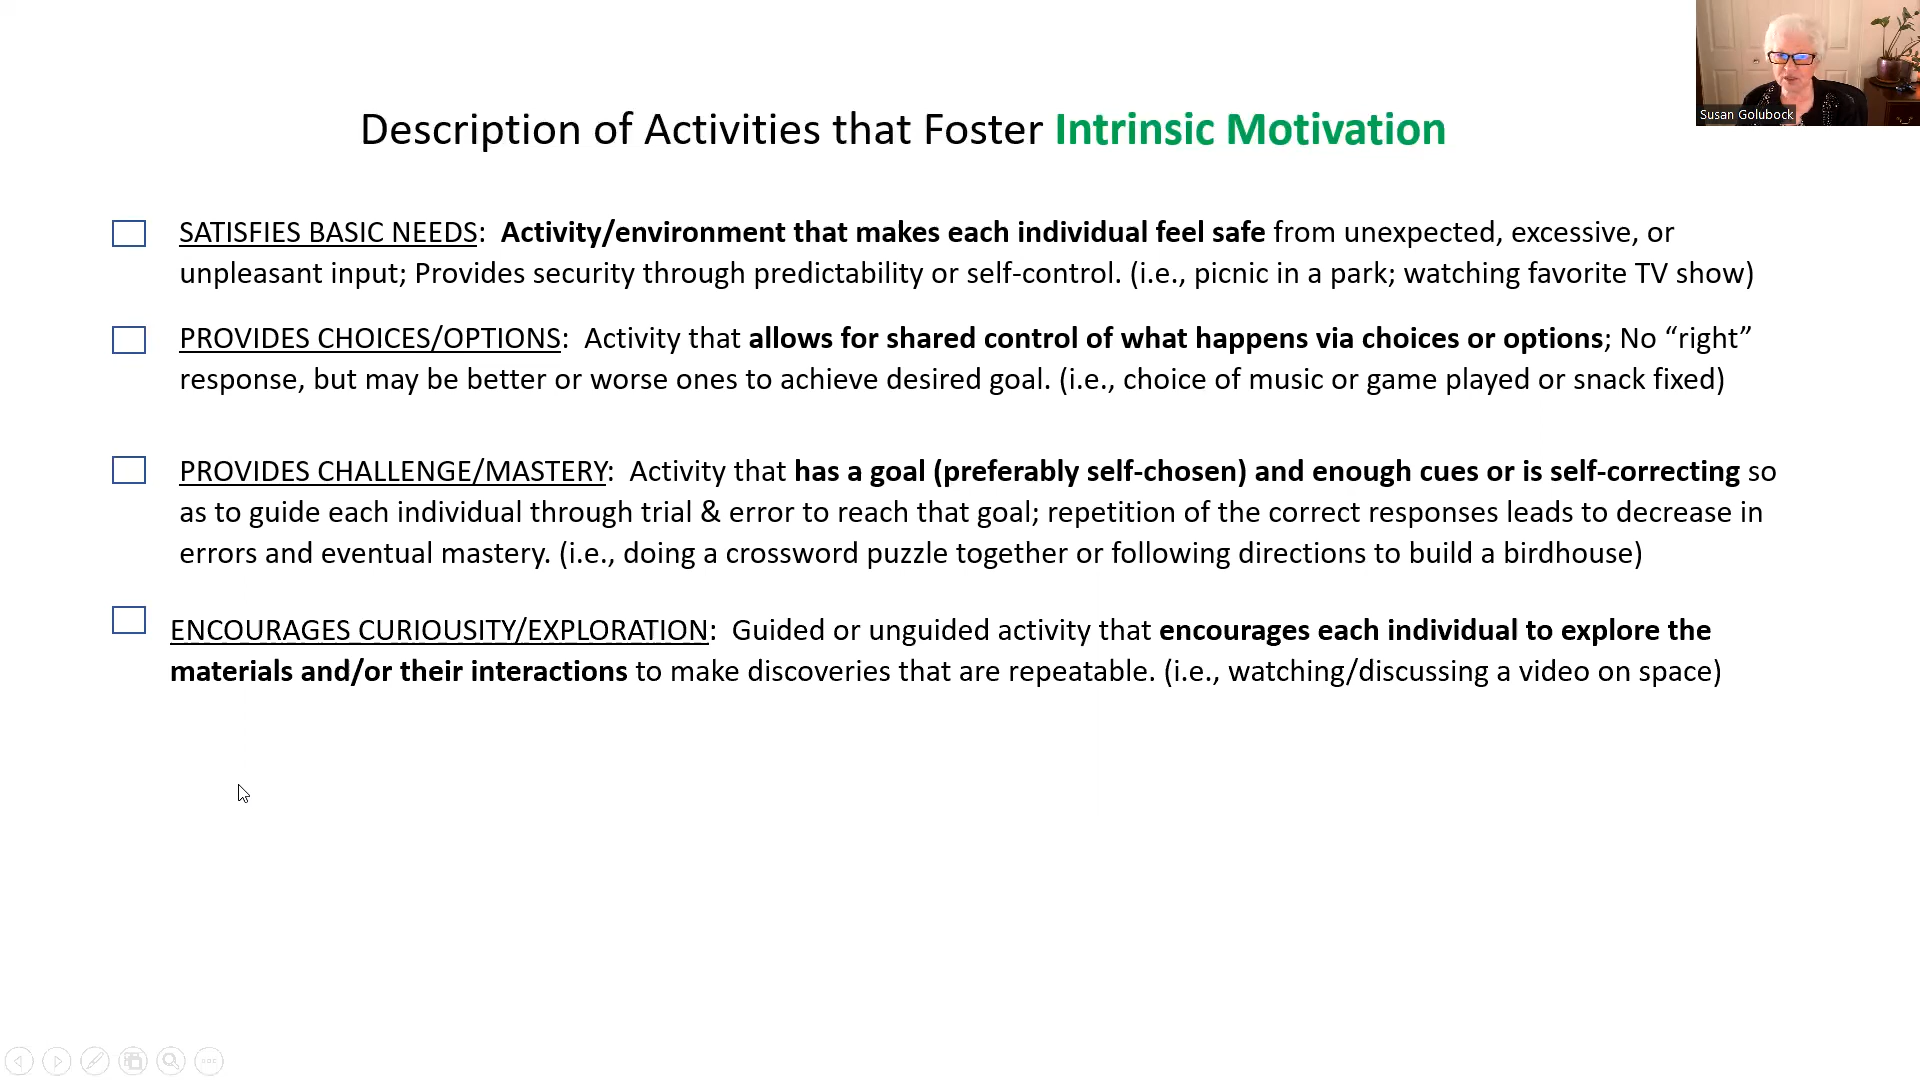 Susan Golubock
Description of Activities that Foster Intrinsic Motivation
SATISFIES BASIC NEEDS: Activity/environment that makes each individual feel safe from unexpected, excessive, or
unpleasant input; Provides security through predictability or self-control. (i.e., picnic in a park; watching favorite TV show)
PROVIDES CHOICES/OPTIONS: Activity that allows for shared control of what happens via choices or options; No “right”
response, but may be better or worse ones to achieve desired goal. (i.e., choice of music or game played or snack fixed)
PROVIDES CHALLENGE/MASTERY: Activity that has a goal (preferably self-chosen) and enough cues or is self-correcting so
as to guide each individual through trial & error to reach that goal; repetition of the correct responses leads to decrease in
errors and eventual mastery. (i.e., doing a crossword puzzle together or following directions to build a birdhouse)
ENCOURAGES CURIOUSITY/EXPLORATION: Guided or unguided activity that encourages each individual to explore the
materials and/or their interactions to make discoveries that are repeatable. (i.e., watching/discussing a video on space)